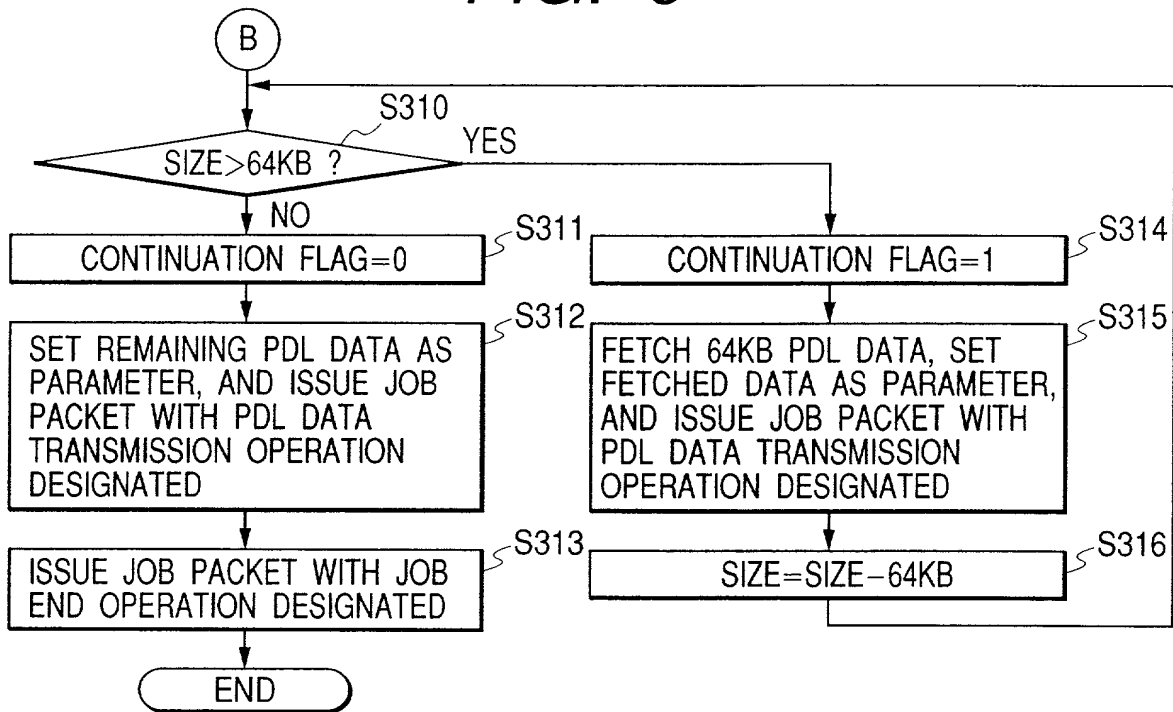 B
S310
SIZE>64KB ?
YES
NO
S311
CONTINUATION FLAG=0
S312
SET REMAINING PDL DATA AS
PARAMETER, AND ISSUE JOB
PACKET WITH PDL DATA
TRANSMISSION OPERATION
DESIGNATED
S313
ISSUE JOB PACKET WITH JOB
END OPERATION DESIGNATED
END
S314
CONTINUATION FLAG=1
S315
FETCH 64KB PDL DATA, SET
FETCHED DATA AS PARAMETER,
AND ISSUE JOB PACKET WITH
PDL DATA TRANSMISSION
OPERATION DESIGNATED
S316
SIZE=SIZE-64KB